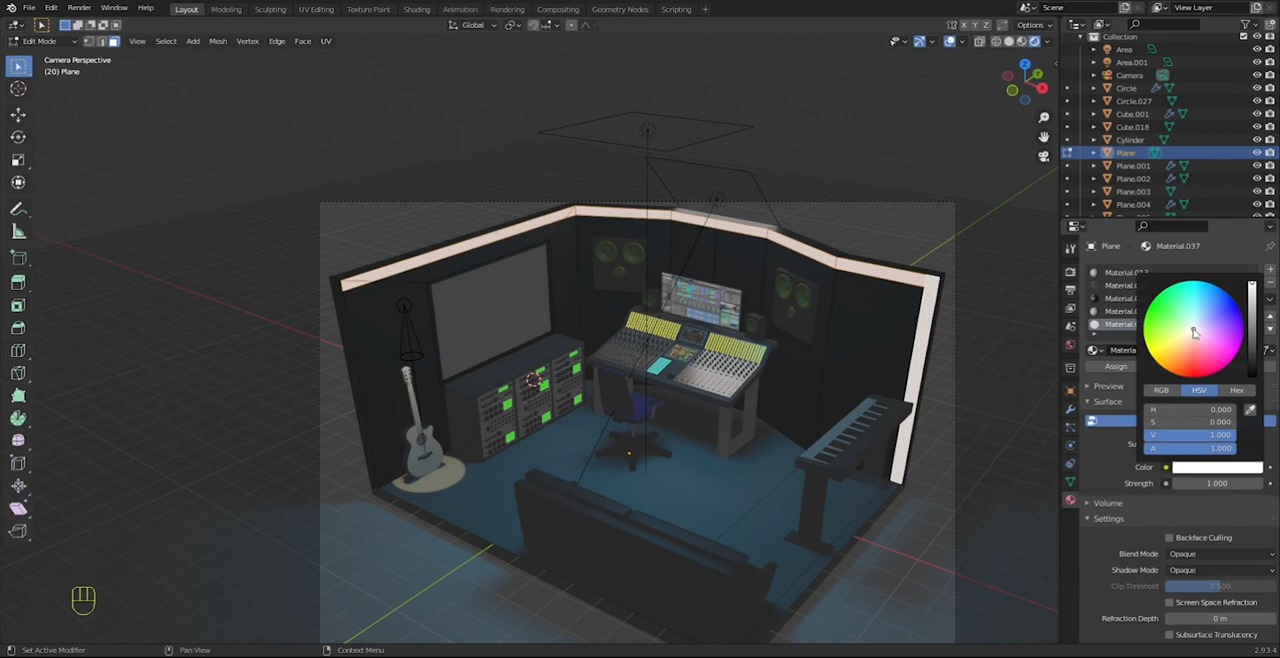 File Edit Render Window Help Layout Modeling Sculpting UV Editing Texture Paint Shading Animation Rendering Compositing Geometry Nodes Scripting + Scene View Layer
Global X Y Z Options
Edit Mode View Select Add Mesh Vertex Edge Face UV
Camera Perspective
(20) Plane
Z
Y
X
Collection
Area
Area.001
Camera
Circle
Circle.027
Cube.001
Cube.018
Cylinder
Plane
Plane.001
Plane.002
Plane.003
Plane.004
Plane Material.037
Assign
Preview
Surface
RGB HSV Hex
H 0.000
S 0.000
V 1.000
A 1.000
Color
Strength 1.000
Volume
Settings
Backface Culling
Blend Mode Opaque
Shadow Mode Opaque
Clip Threshold 0.500
Screen Space Refraction
Refraction Depth 0 m
Subsurface Translucency
Set Active Modifier Pan View Context Menu 2.93.4